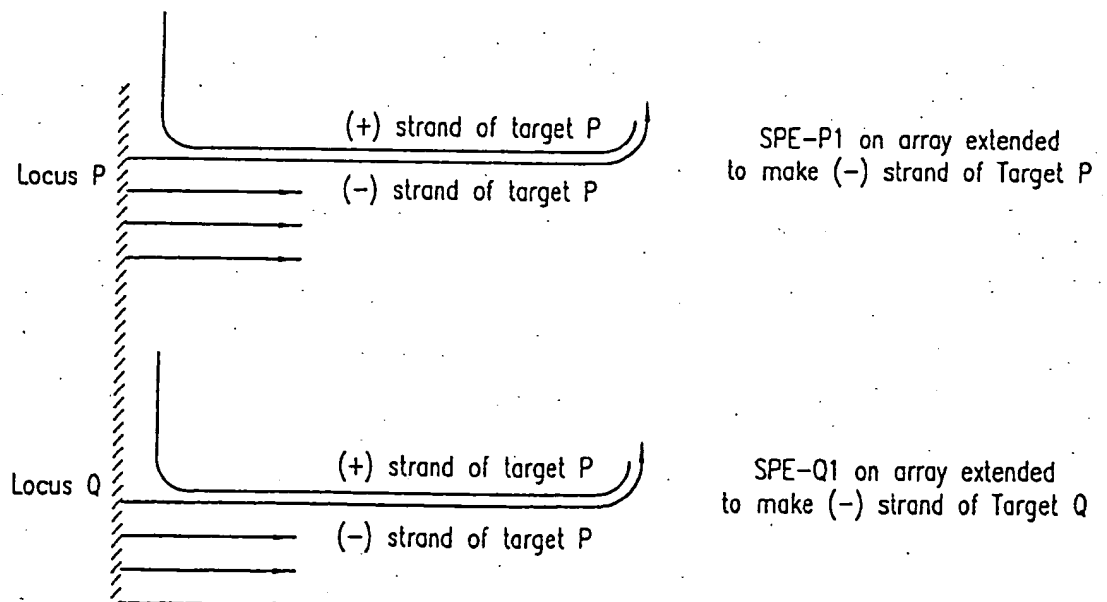 (+) strand of target P
SPE-P1 on array extended
to make (-) strand of Target P
Locus P
(-) strand of target P
(+) strand of target P
SPE-Q1 on array extended
to make (-) strand of Target Q
Locus Q
(-) strand of target P